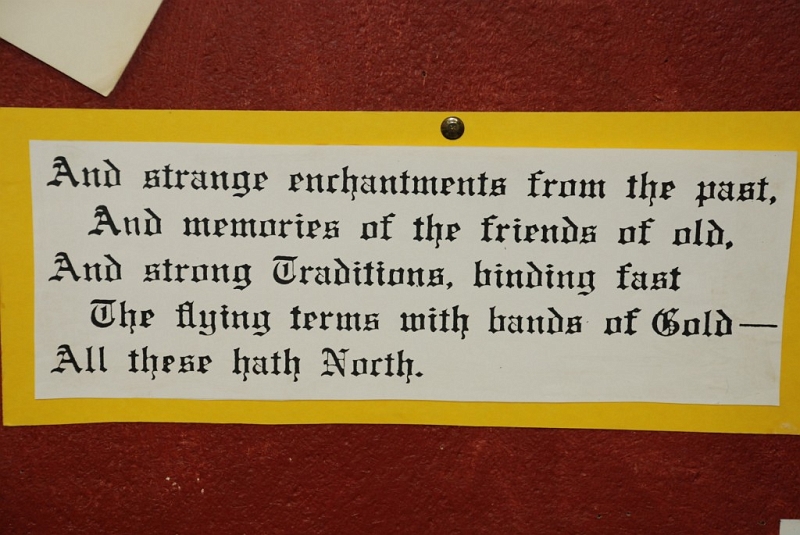 And strange enchantments from the past,
And memories of the friends of old,
And strong Traditions, binding fast
The flying terms with bands of Gold—
All these hath North.